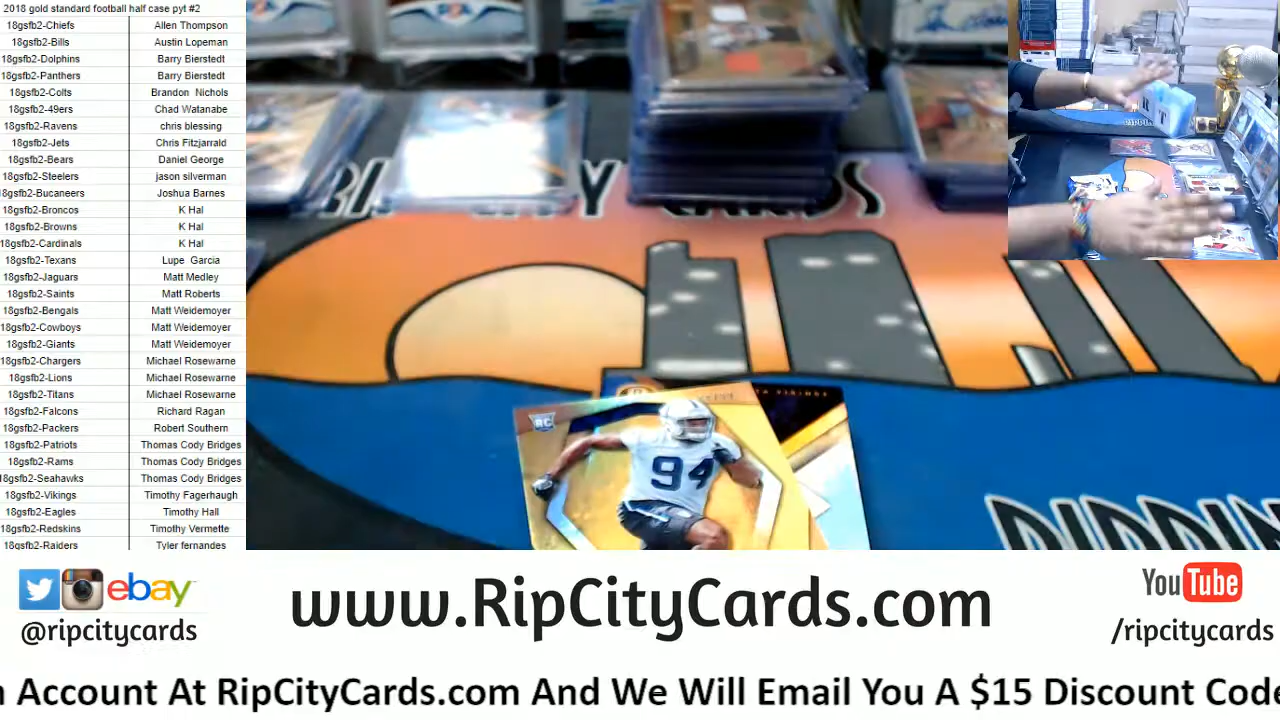 2018 gold standard football half case pyt #2
18gsfb2-Chiefs Allen Thompson
18gsfb2-Bills Austin Lopeman
18gsfb2-Dolphins Barry Bierstedt
18gsfb2-Panthers Barry Bierstedt
18gsfb2-Colts Brandon Nichols
18gsfb2-49ers Chad Watanabe
18gsfb2-Ravens chris blessing
18gsfb2-Jets Chris Fitzjarrald
18gsfb2-Bears Daniel George
18gsfb2-Steelers jason silverman
18gsfb2-Bucaneers Joshua Barnes
18gsfb2-Broncos K Hal
18gsfb2-Browns K Hal
18gsfb2-Cardinals K Hal
18gsfb2-Texans Lupe Garcia
18gsfb2-Jaguars Matt Medley
18gsfb2-Saints Matt Roberts
18gsfb2-Bengals Matt Weidemoyer
18gsfb2-Cowboys Matt Weidemoyer
18gsfb2-Giants Matt Weidemoyer
18gsfb2-Chargers Michael Rosewarne
18gsfb2-Lions Michael Rosewarne
18gsfb2-Titans Michael Rosewarne
18gsfb2-Falcons Richard Ragan
18gsfb2-Packers Robert Southern
18gsfb2-Patriots Thomas Cody Bridges
18gsfb2-Rams Thomas Cody Bridges
18gsfb2-Seahawks Thomas Cody Bridges
18gsfb2-Vikings Timothy Fagerhaugh
18gsfb2-Eagles Timothy Hall
18gsfb2-Redskins Timothy Vermette
18gsfb2-Raiders Tyler fernandes
CARDS
VIKINGS
RC
94
RIPPIN
ebay
@ripcitycards
www.RipCityCards.com
YouTube
/ripcitycards
Account At RipCityCards.com And We Will Email You A $15 Discount Code